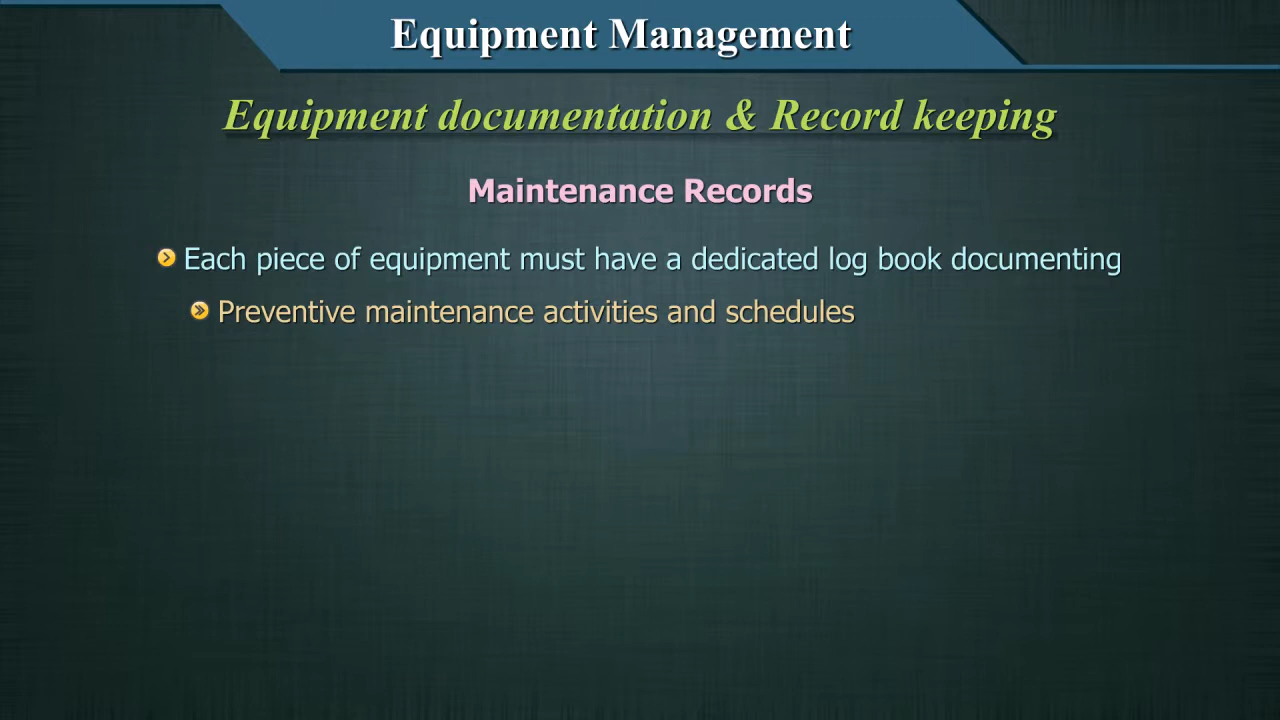 Equipment Management
Equipment documentation & Record keeping
Maintenance Records
Each piece of equipment must have a dedicated log book documenting
Preventive maintenance activities and schedules